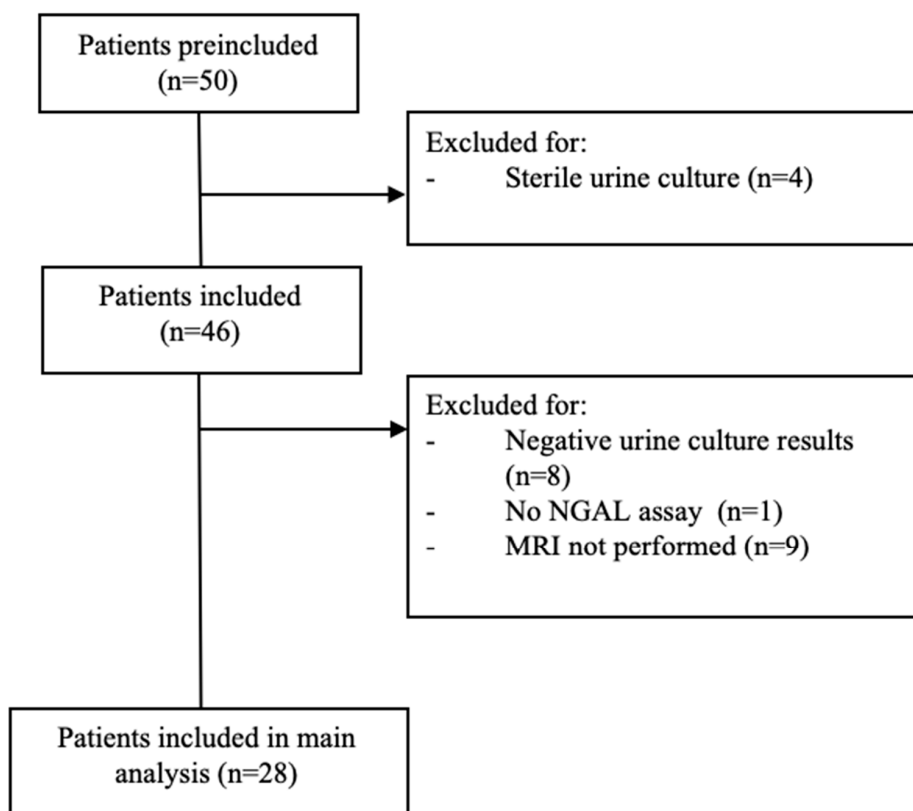 Patients preincluded
(n=50)
Excluded for:
- Sterile urine culture (n=4)
Patients included
(n=46)
Excluded for:
- Negative urine culture results
(n=8)
- No NGAL assay (n=1)
- MRI not performed (n=9)
Patients included in main
analysis (n=28)